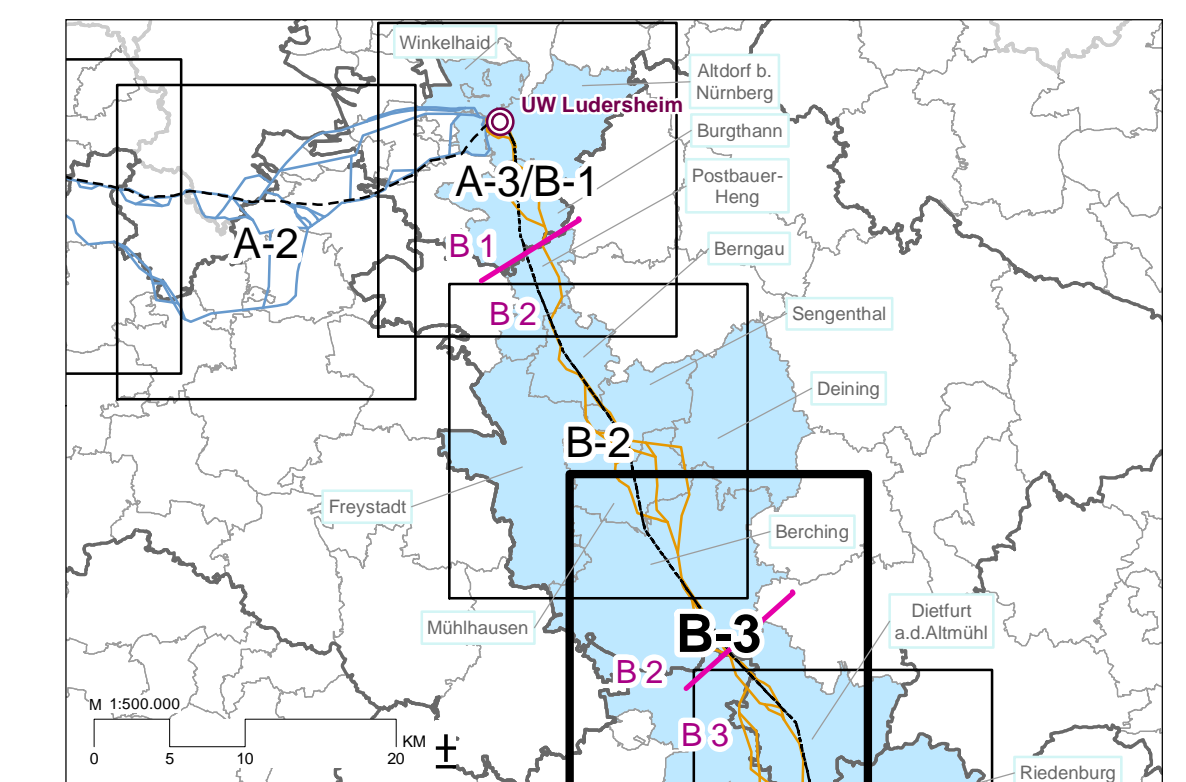 Winkelhaid
Altdorf b.
Nürnberg
UW Ludersheim
Burgthann
A-3/B-1
Postbauer-
Heng
A-2
B 1
Berngau
B 2
Sengenthal
Deining
B-2
Freystadt
Berching
Mühlhausen
Dietfurt
a.d.Altmühl
B-3
B 2
M 1:500.000
B 3
KM
0
5
10
20
±
Riedenburg